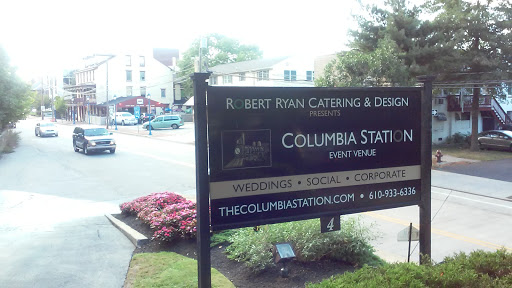 ROBERT RYAN CATERING & DESIGN
PRESENTS
COLUMBIA STATION
EVENT VENUE
WEDDINGS • SOCIAL • CORPORATE
THECOLUMBIASTATION.COM • 610-933-6336
4